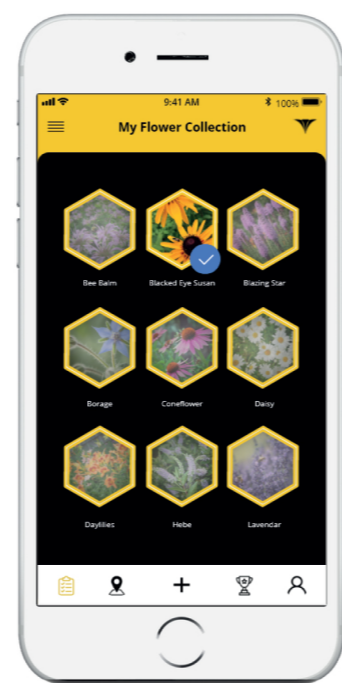 9:41 AM
100%
My Flower Collection
Bee Balm
Blacked Eye Susan
Blazing Star
Borage
Coneflower
Daisy
Daylilies
Hebe
Lavendar